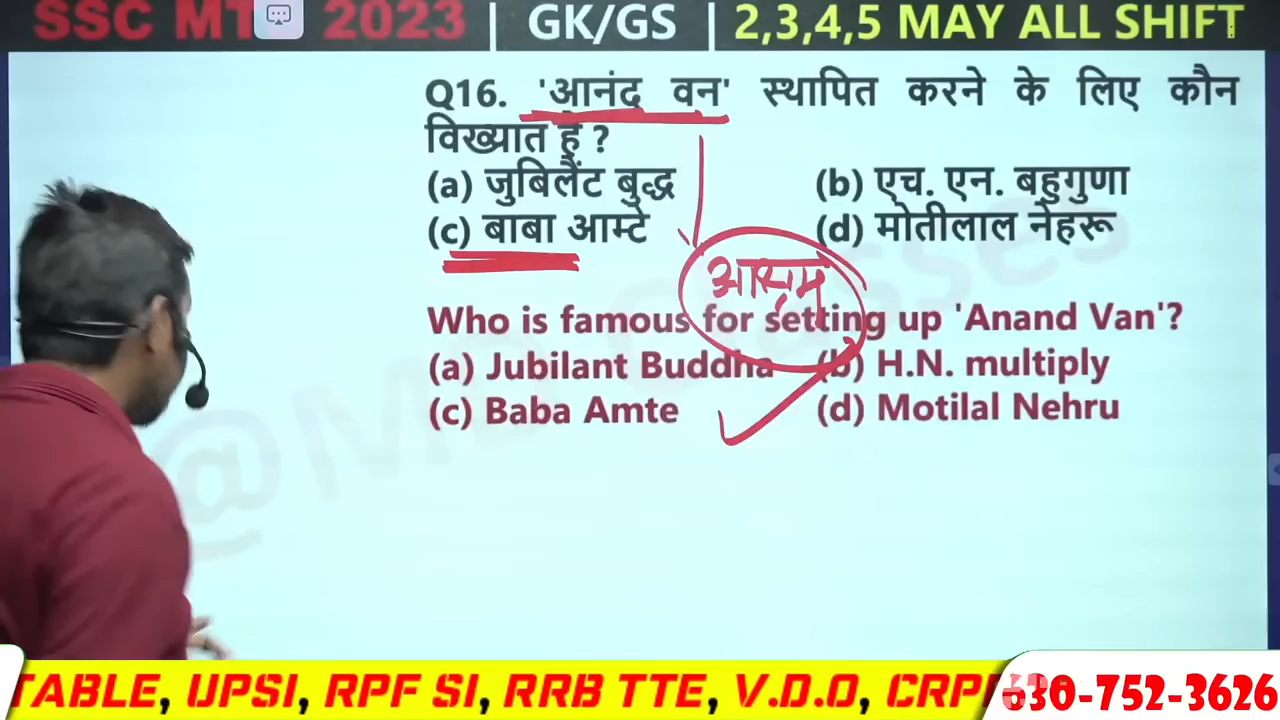 SSC MT 2023 | GK/GS | 2,3,4,5 MAY ALL SHIFT
Q16. 'आनंद वन' स्थापित करने के लिए कौन
विख्यात है ?
(a) जुबिलैंट बुद्ध (b) एच. एन. बहुगुणा
(c) बाबा आम्टे (d) मोतीलाल नेहरू
Who is famous for setting up 'Anand Van'?
(a) Jubilant Buddha (b) H.N. multiply
(c) Baba Amte (d) Motilal Nehru
TABLE, UPSI, RPF SI, RRB TTE, V.D.O, CRP
630-752-3626